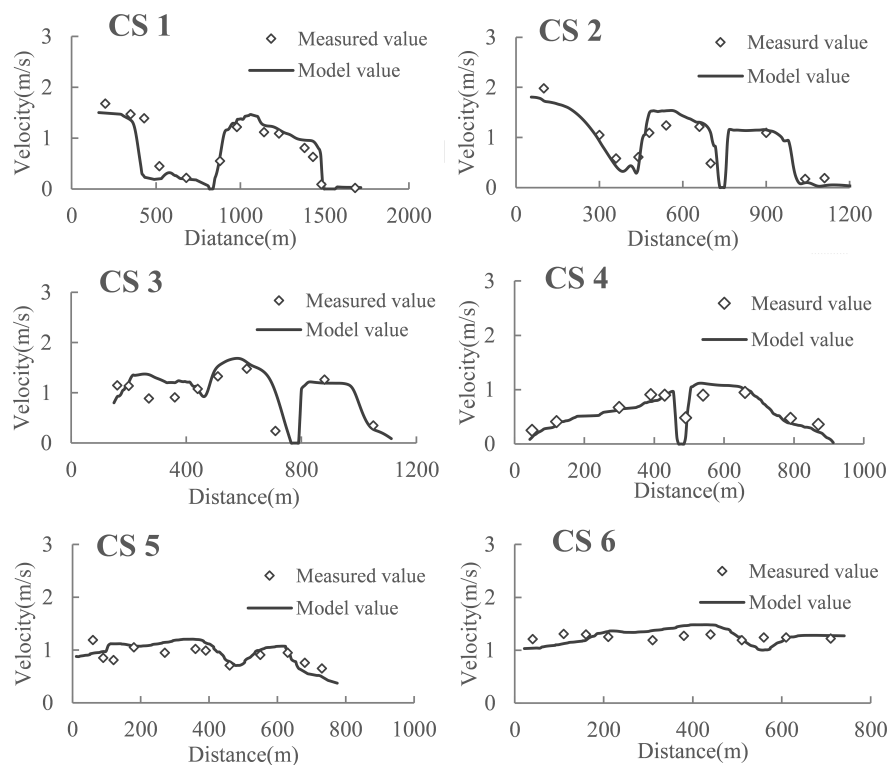 CS 1
Measured value
Model value
Velocity(m/s)
3
2
1
0
0 500 1000 1500 2000
Diatance(m)
CS 2
Measurd value
Model value
Velocity(m/s)
3
2
1
0
0 300 600 900 1200
Distance(m)
CS 3
Measured value
Model value
Velocity(m/s)
3
2
1
0
0 400 800 1200
Distance(m)
CS 4
Measurd value
Model value
Velocity(m/s)
3
2
1
0
0 200 400 600 800 1000
Distance(m)
CS 5
Measured value
Model value
Velocity(m/s)
3
2
1
0
0 200 400 600 800 1000
Distance(m)
CS 6
Measured value
Model value
Velocity(m/s)
3
2
1
0
0 200 400 600 800
Distance(m)